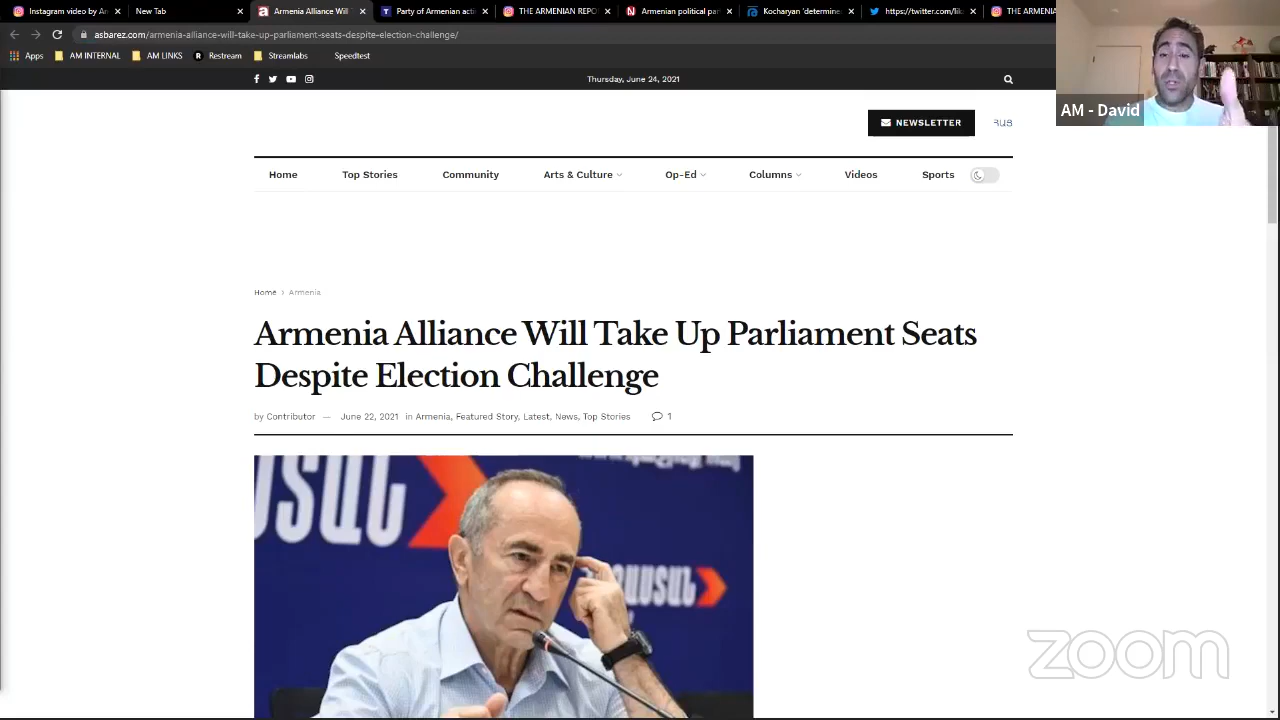 Instagram video by An
New Tab
Armenia Alliance Will
Party of Armenian acti
THE ARMENIAN REPO
Armenian political par
Kocharyan 'determine
https://twitter.com/lik
THE ARMENIA
asbarez.com/armenia-alliance-will-take-up-parliament-seats-despite-election-challenge/
Apps
AM INTERNAL
AM LINKS
Restream
Streamlabs
Speedtest
AM - David
Thursday, June 24, 2021
NEWSLETTER
Home
Top Stories
Community
Arts & Culture
Op-Ed
Columns
Videos
Sports
Home > Armenia
Armenia Alliance Will Take Up Parliament Seats
Despite Election Challenge
by Contributor — June 22, 2021 in Armenia, Featured Story, Latest, News, Top Stories 1
ՍՏԱՆ
ՅԱՍՏԱՆ
zoom